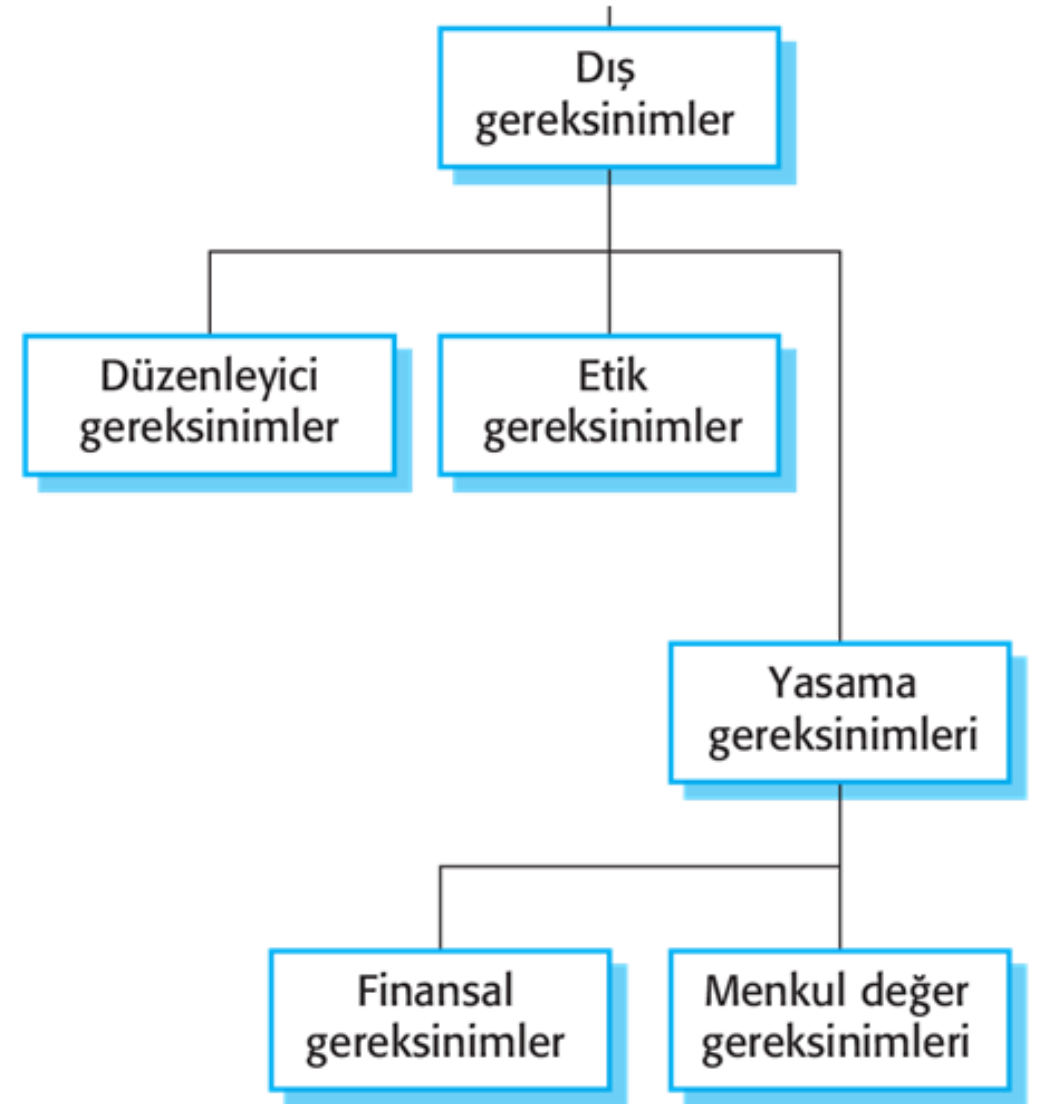 Dış
gereksinimler
Düzenleyici
gereksinimler
Etik
gereksinimler
Yasama
gereksinimleri
Finansal
gereksinimler
Menkul değer
gereksinimleri